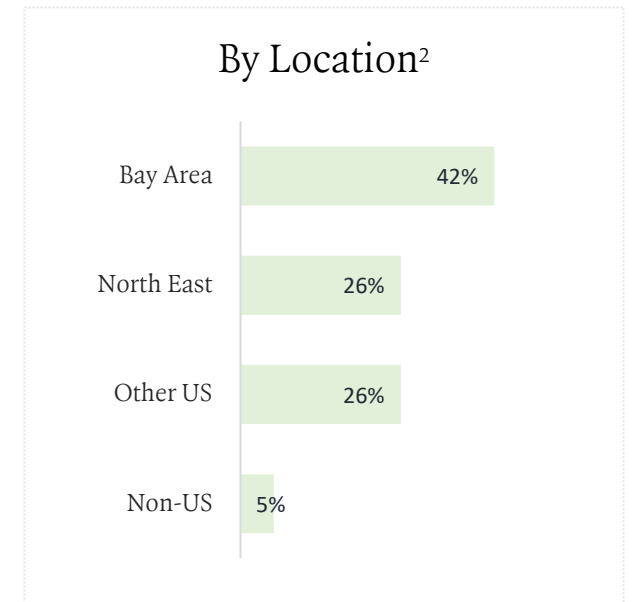 By Location²
Bay Area 42%
North East 26%
Other US 26%
Non-US 5%